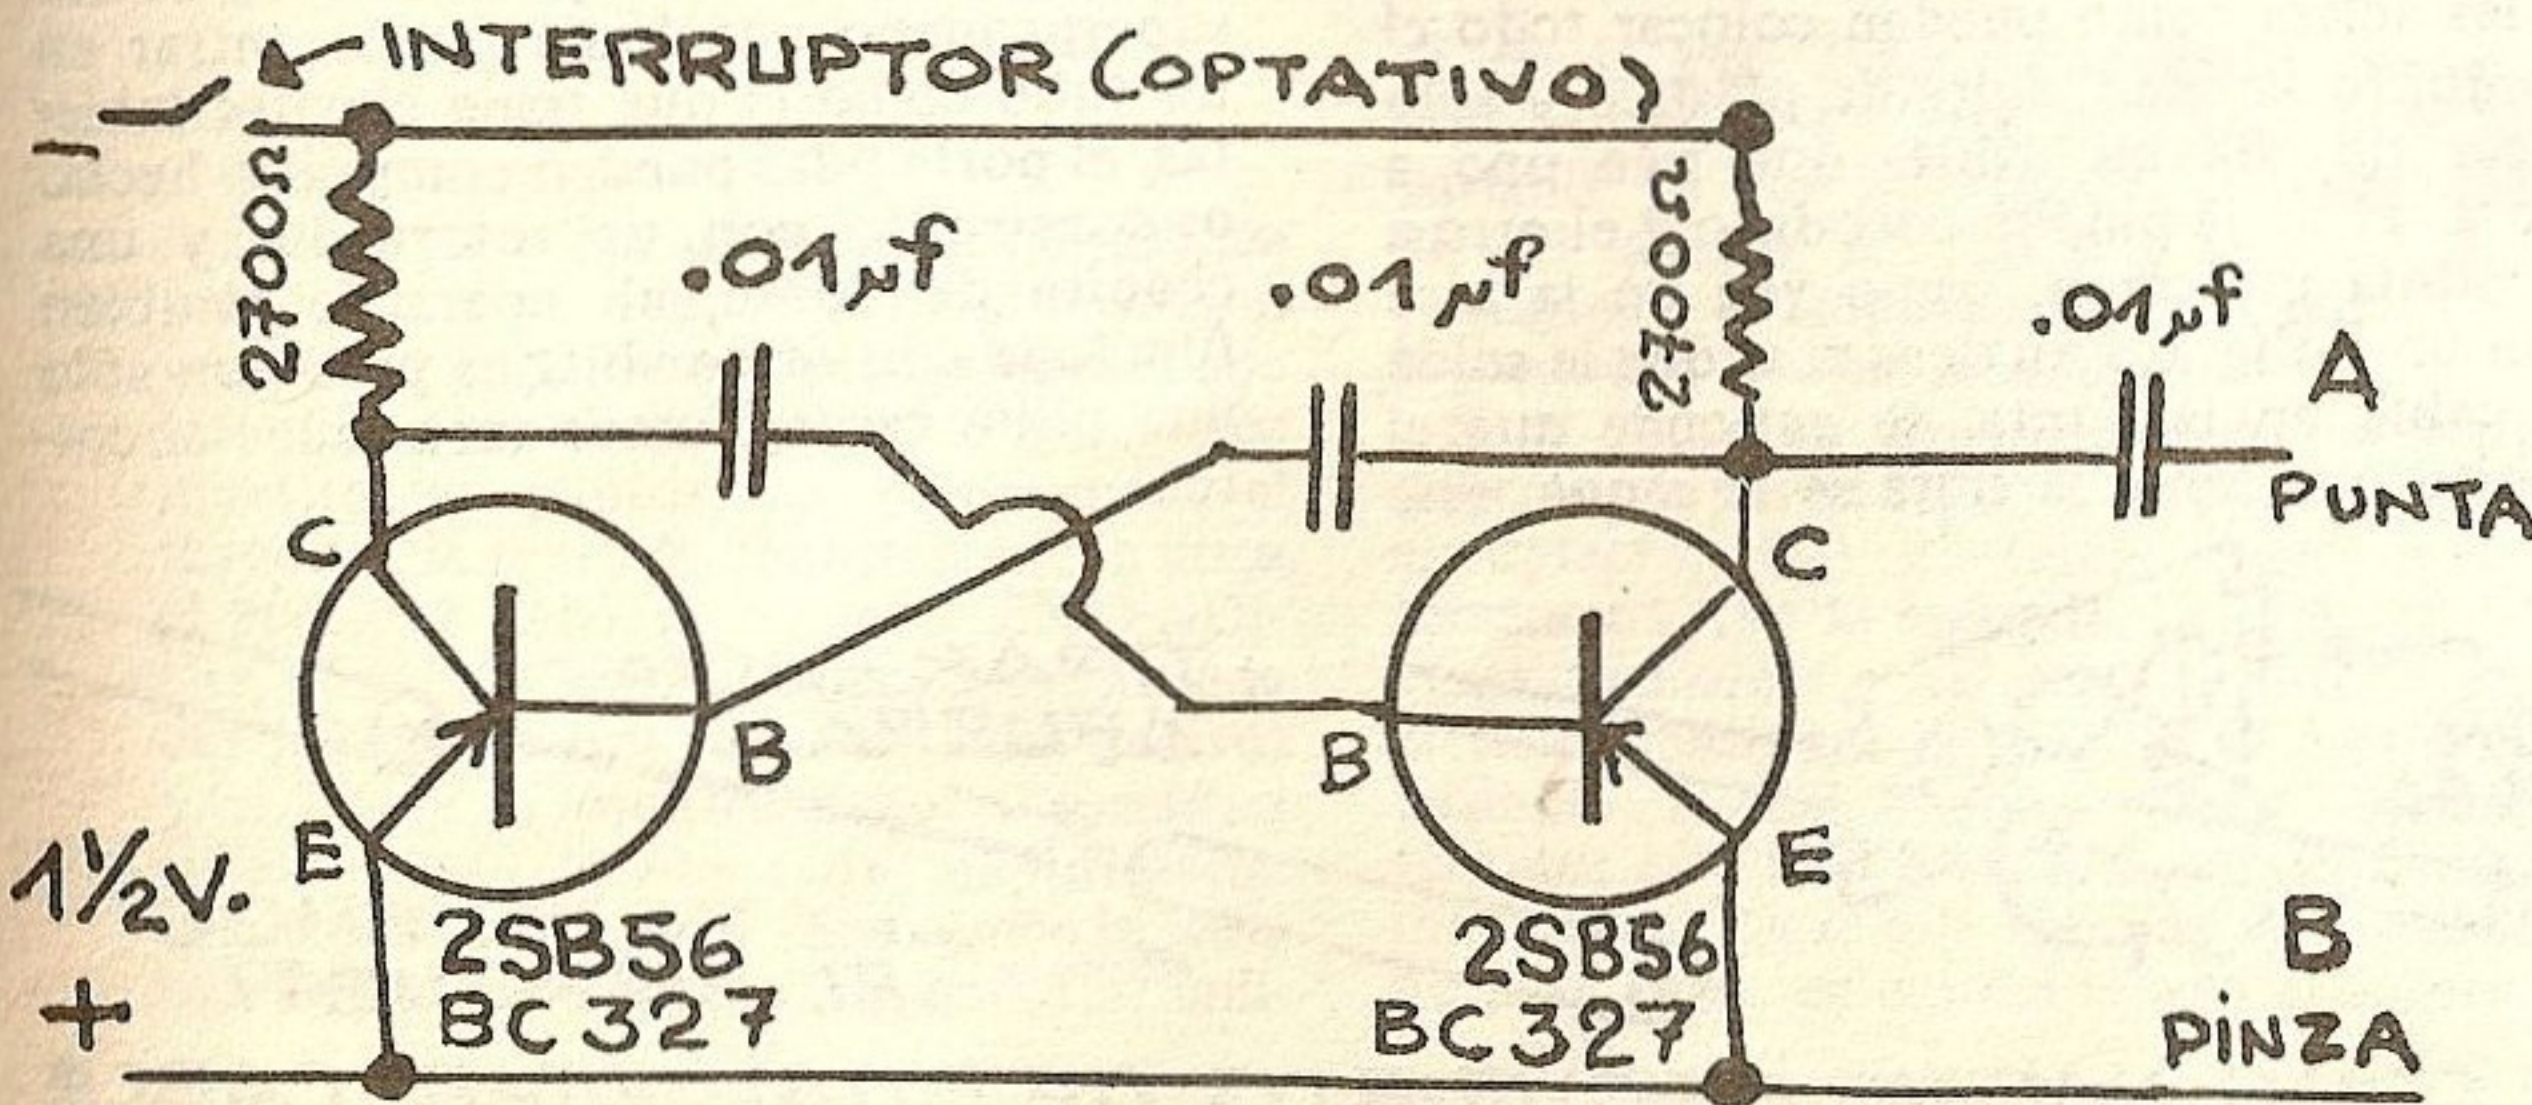 INTERRUPTOR (OPTATIVO)
-
2700Ω
.01μf
.01μf
2700Ω
.01μf
A
PUNTA
C
C
B
B
E
E
1½V.
+
2SB56
BC327
2SB56
BC327
B
PINZA